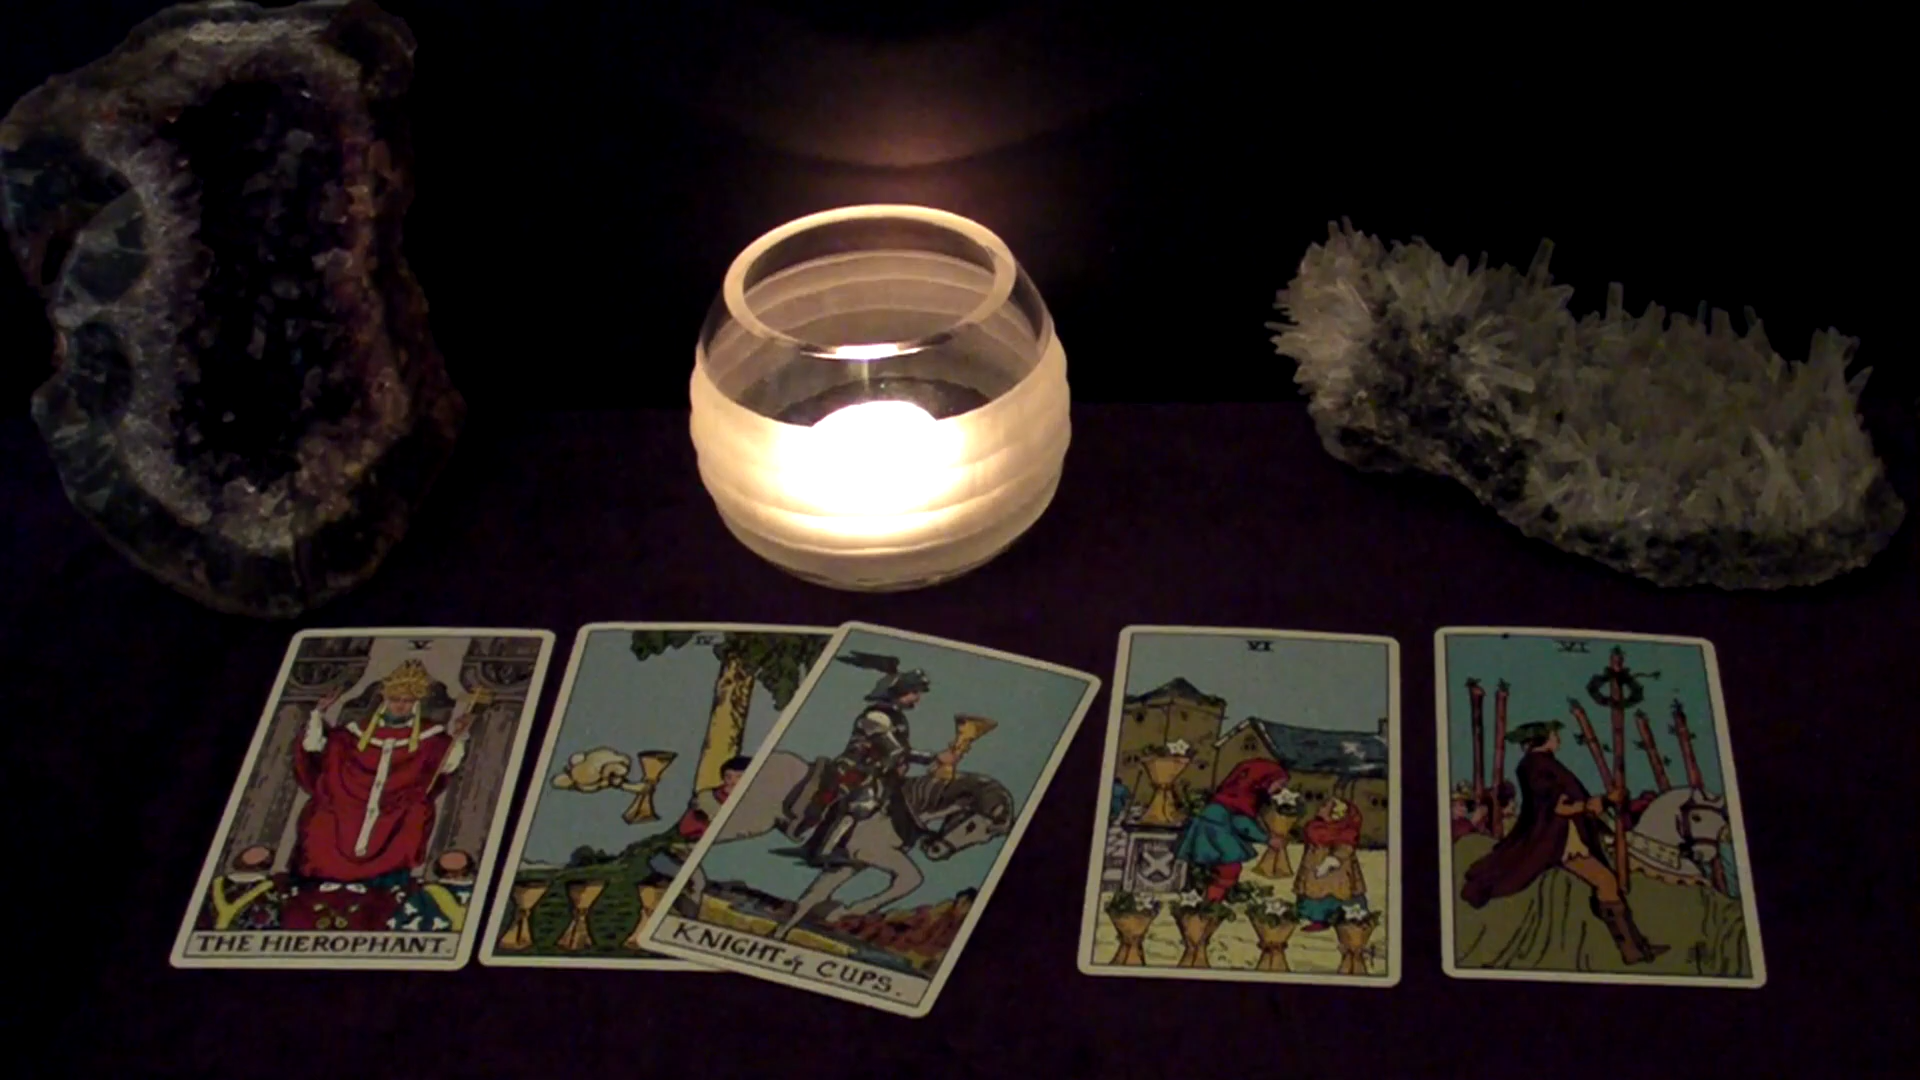 V
IV
VI
VI
THE HIEROPHANT.
KNIGHT of CUPS.